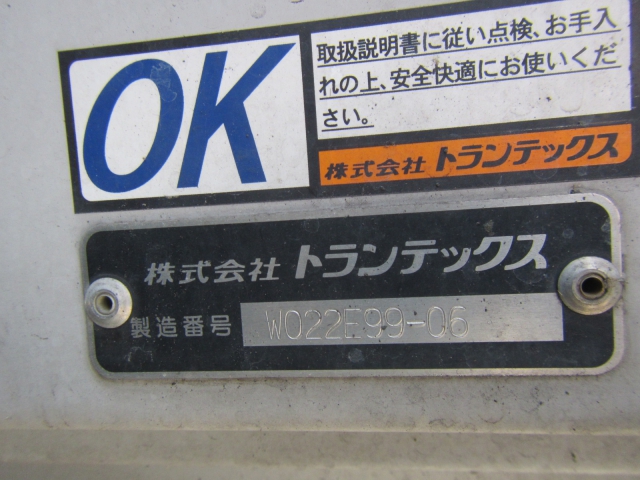 OK
取扱説明書に従い点検、お手入
れの上、安全快適にお使いくだ
さい。
株式会社 トランテックス
株式会社 トランテックス
製造番号 W022E99-06